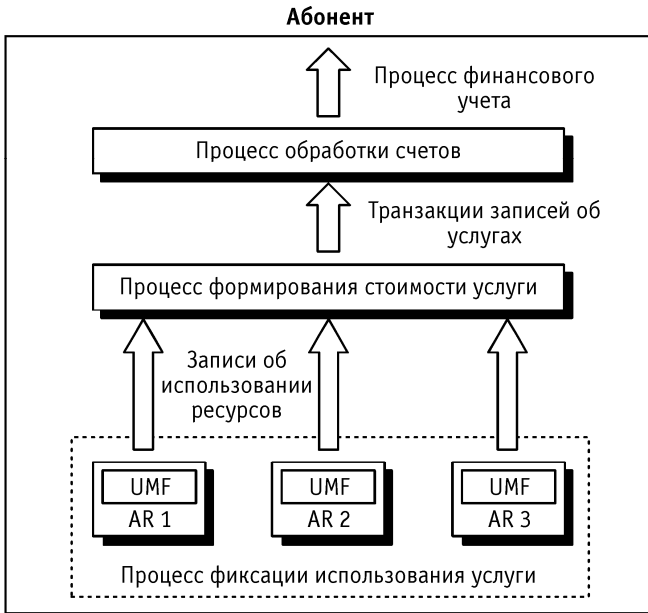 Абонент
Процесс финансового
учета
Процесс обработки счетов
Транзакции записей об
услугах
Процесс формирования стоимости услуги
Записи об
использовании
ресурсов
UMF
AR 1
UMF
AR 2
UMF
AR 3
Процесс фиксации использования услуги